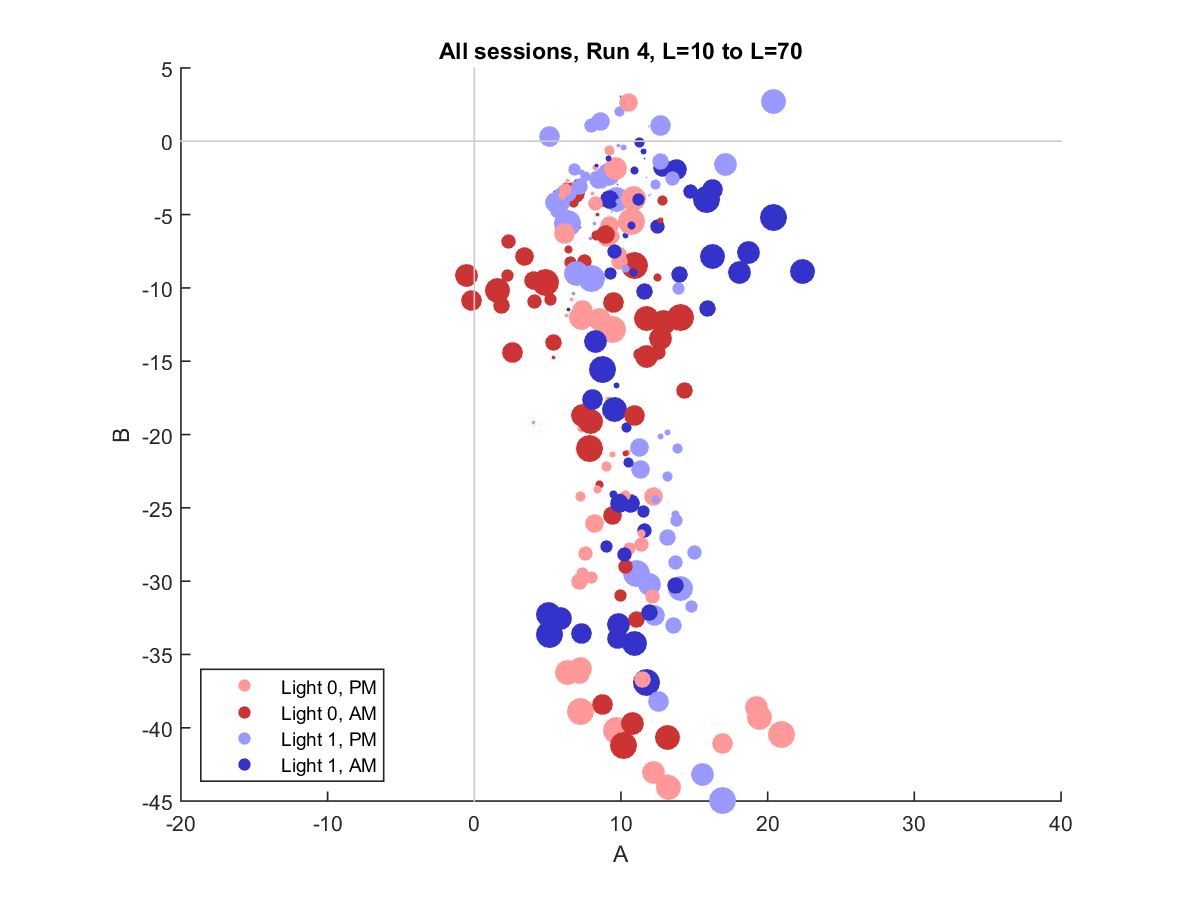 All sessions, Run 4, L=10 to L=70
5
0
-5
-10
-15
-20
-25
-30
-35
-40
-45
B
Light 0, PM
Light 0, AM
Light 1, PM
Light 1, AM
-20 -10 0 10 20 30 40
A